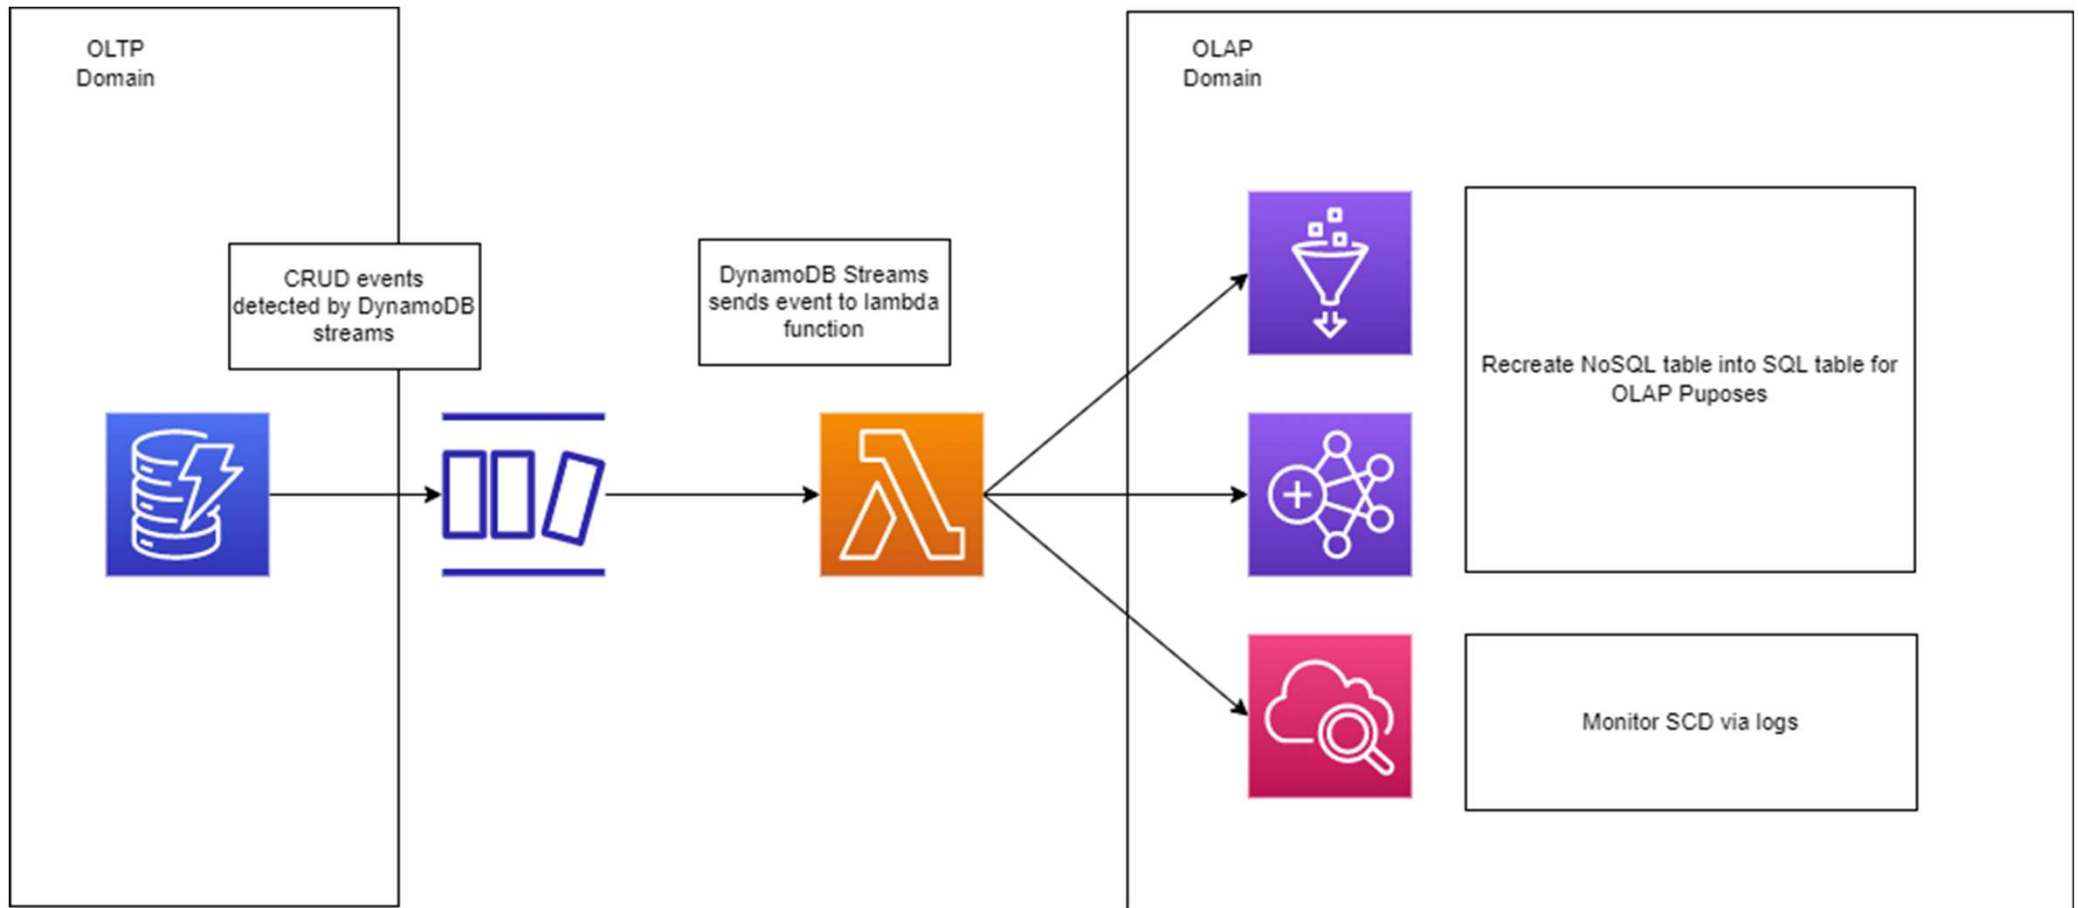 OLTP
Domain
OLAP
Domain
CRUD events
detected by DynamoDB
streams
DynamoDB Streams
sends event to lambda
function
Recreate NoSQL table into SQL table for
OLAP Puposes
Monitor SCD via logs